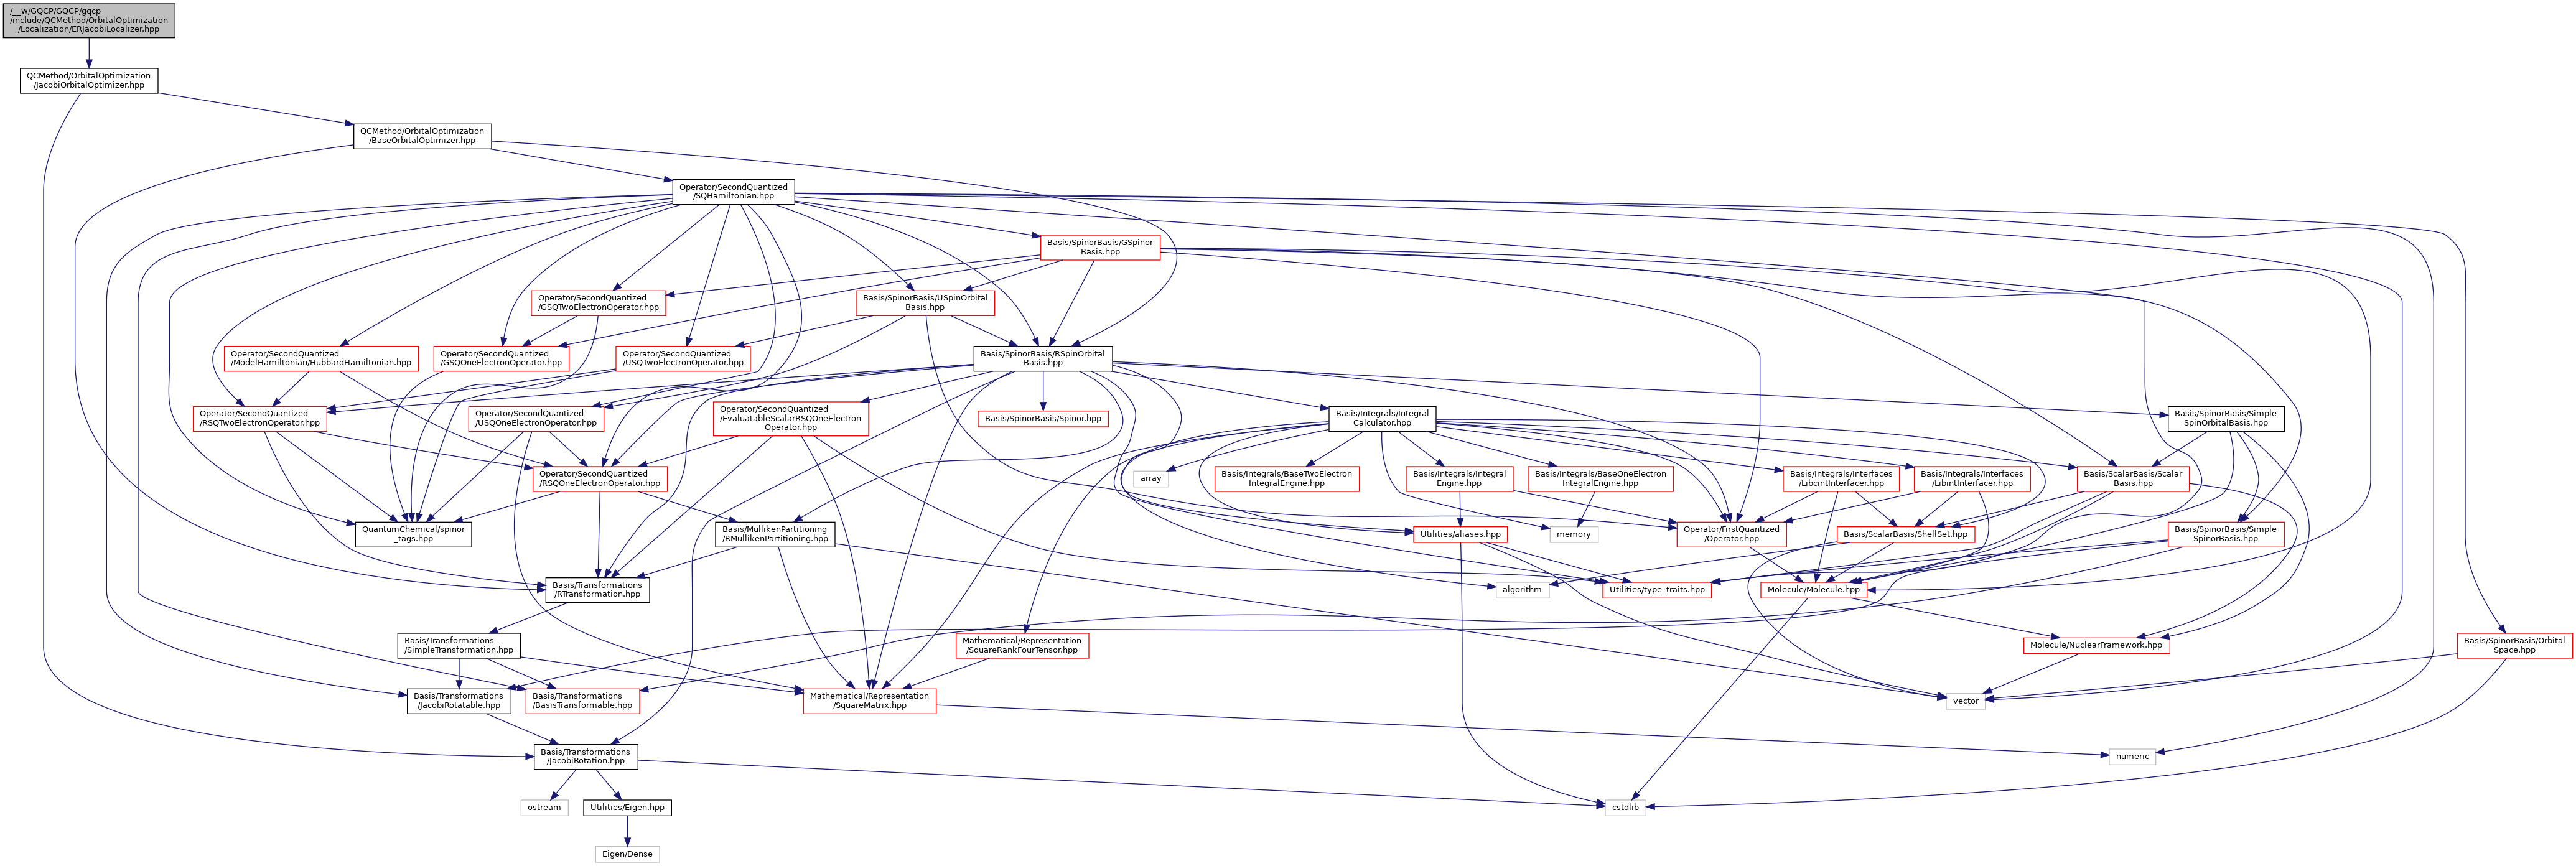 /__w/GQCP/GQCP/gqcp
/include/QCMethod/OrbitalOptimization
/Localization/ERJacobiLocalizer.hpp
QCMethod/OrbitalOptimization
/JacobiOrbitalOptimizer.hpp
QCMethod/OrbitalOptimization
/BaseOrbitalOptimizer.hpp
Operator/SecondQuantized
/SQHamiltonian.hpp
Basis/SpinorBasis/GSpinor
Basis.hpp
Operator/SecondQuantized
/GSQTwoElectronOperator.hpp
Basis/SpinorBasis/USpinOrbital
Basis.hpp
Operator/SecondQuantized
/ModelHamiltonian/HubbardHamiltonian.hpp
Operator/SecondQuantized
/GSQOneElectronOperator.hpp
Operator/SecondQuantized
/USQTwoElectronOperator.hpp
Basis/SpinorBasis/RSpinOrbital
Basis.hpp
Operator/SecondQuantized
/RSQTwoElectronOperator.hpp
Operator/SecondQuantized
/USQOneElectronOperator.hpp
Operator/SecondQuantized
/EvaluatableScalarRSQOneElectron
Operator.hpp
Basis/SpinorBasis/Spinor.hpp
Basis/Integrals/Integral
Calculator.hpp
Basis/SpinorBasis/Simple
SpinOrbitalBasis.hpp
Operator/SecondQuantized
/RSQOneElectronOperator.hpp
array
Basis/Integrals/BaseTwoElectron
IntegralEngine.hpp
Basis/Integrals/Integral
Engine.hpp
Basis/Integrals/BaseOneElectron
IntegralEngine.hpp
Basis/Integrals/Interfaces
/LibcintInterfacer.hpp
Basis/Integrals/Interfaces
/LibintInterfacer.hpp
Basis/ScalarBasis/Scalar
Basis.hpp
QuantumChemical/spinor
_tags.hpp
Basis/MullikenPartitioning
/RMullikenPartitioning.hpp
Utilities/aliases.hpp
memory
Operator/FirstQuantized
/Operator.hpp
Basis/ScalarBasis/ShellSet.hpp
Basis/SpinorBasis/Simple
SpinorBasis.hpp
Basis/Transformations
/RTransformation.hpp
algorithm
Utilities/type_traits.hpp
Molecule/Molecule.hpp
Basis/Transformations
/SimpleTransformation.hpp
Mathematical/Representation
/SquareRankFourTensor.hpp
Molecule/NuclearFramework.hpp
Basis/SpinorBasis/Orbital
Space.hpp
Basis/Transformations
/JacobiRotatable.hpp
Basis/Transformations
/BasisTransformable.hpp
Mathematical/Representation
/SquareMatrix.hpp
vector
Basis/Transformations
/JacobiRotation.hpp
numeric
ostream
Utilities/Eigen.hpp
cstdlib
Eigen/Dense